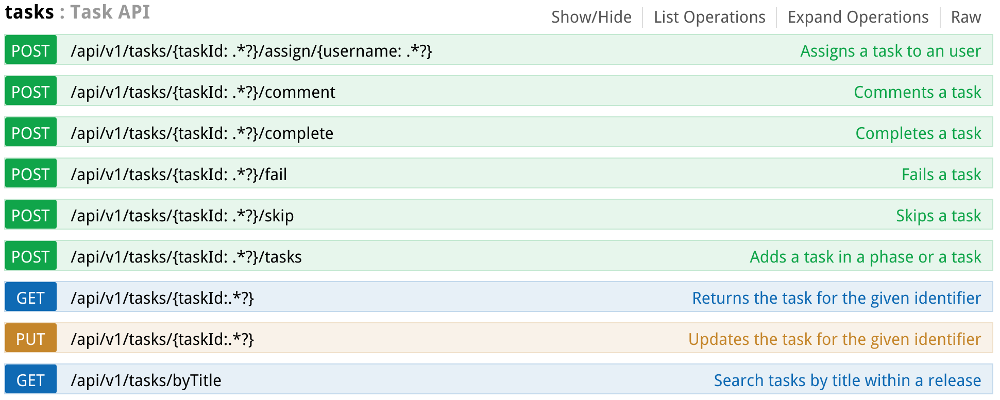 tasks : Task API
Show/Hide List Operations Expand Operations Raw
POST /api/v1/tasks/{taskId: .*?}/assign/{username: .*?} Assigns a task to an user
POST /api/v1/tasks/{taskId: .*?}/comment Comments a task
POST /api/v1/tasks/{taskId: .*?}/complete Completes a task
POST /api/v1/tasks/{taskId: .*?}/fail Fails a task
POST /api/v1/tasks/{taskId: .*?}/skip Skips a task
POST /api/v1/tasks/{taskId: .*?}/tasks Adds a task in a phase or a task
GET /api/v1/tasks/{taskId:.*?} Returns the task for the given identifier
PUT /api/v1/tasks/{taskId:.*?} Updates the task for the given identifier
GET /api/v1/tasks/byTitle Search tasks by title within a release